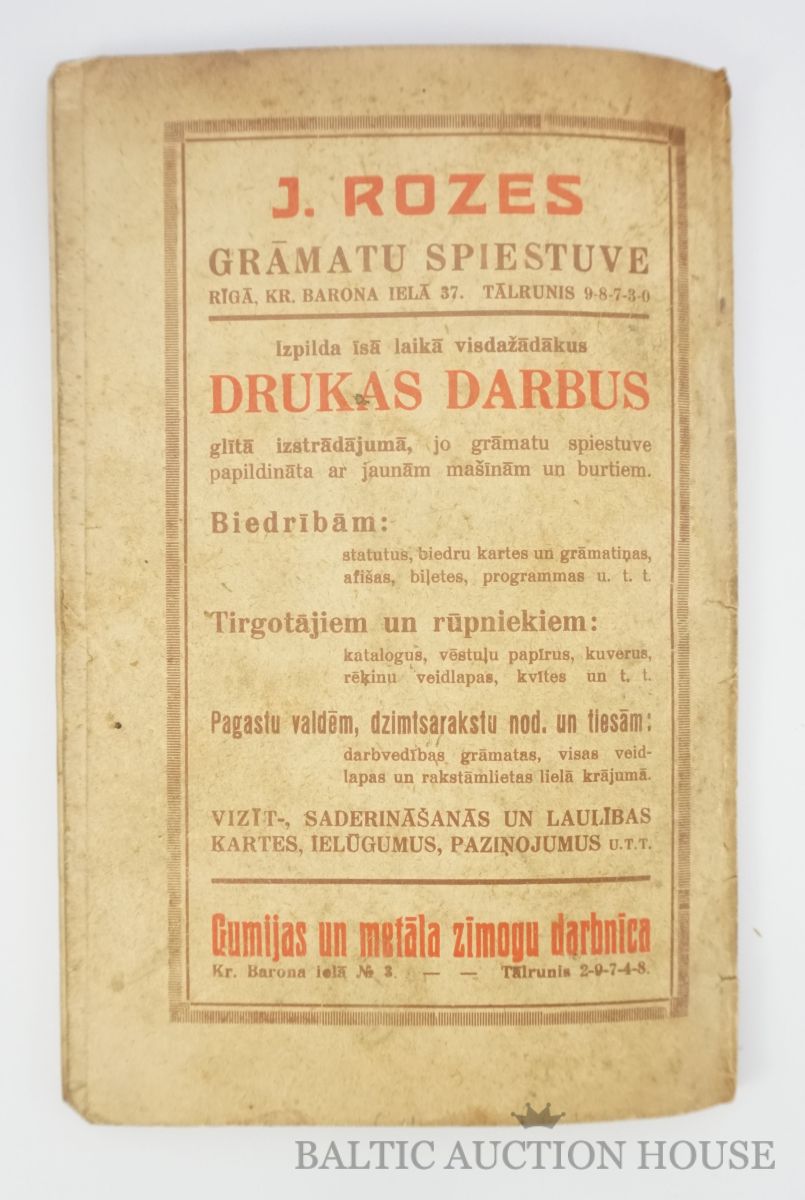 J. ROZES
GRĀMATU SPIESTUVE
RĪGĀ, KR. BARONA IELĀ 37. TĀLRUNIS 9-8-7-3-0
Izpilda īsā laikā visdažādākus
DRUKAS DARBUS
glītā izstrādājumā, jo grāmatu spiestuve
papildināta ar jaunām mašīnām un burtiem.
Biedrībām:
statutus, biedru kartes un grāmatiņas,
afišas, biļetes, programmas u. t. t.
Tirgotājiem un rūpniekiem:
katalogus, vēstuļu papīrus, kuverus,
rēķinu veidlapas, kvītes un t. t.
Pagastu valdēm, dzimtsarakstu nod. un tiesām:
darbvedības grāmatas, visas veid-
lapas un rakstāmlietas lielā krājumā.
VIZĪT-, SADERINĀŠANĀS UN LAULĪBAS
KARTES, IELŪGUMUS, PAZIŅOJUMUS U.T.T.
Gumijas un metāla zīmogu darbnīca
Kr. Barona ielā № 3. — — Tālrunis 2-9-7-4-8.
BALTIC AUCTION HOUSE